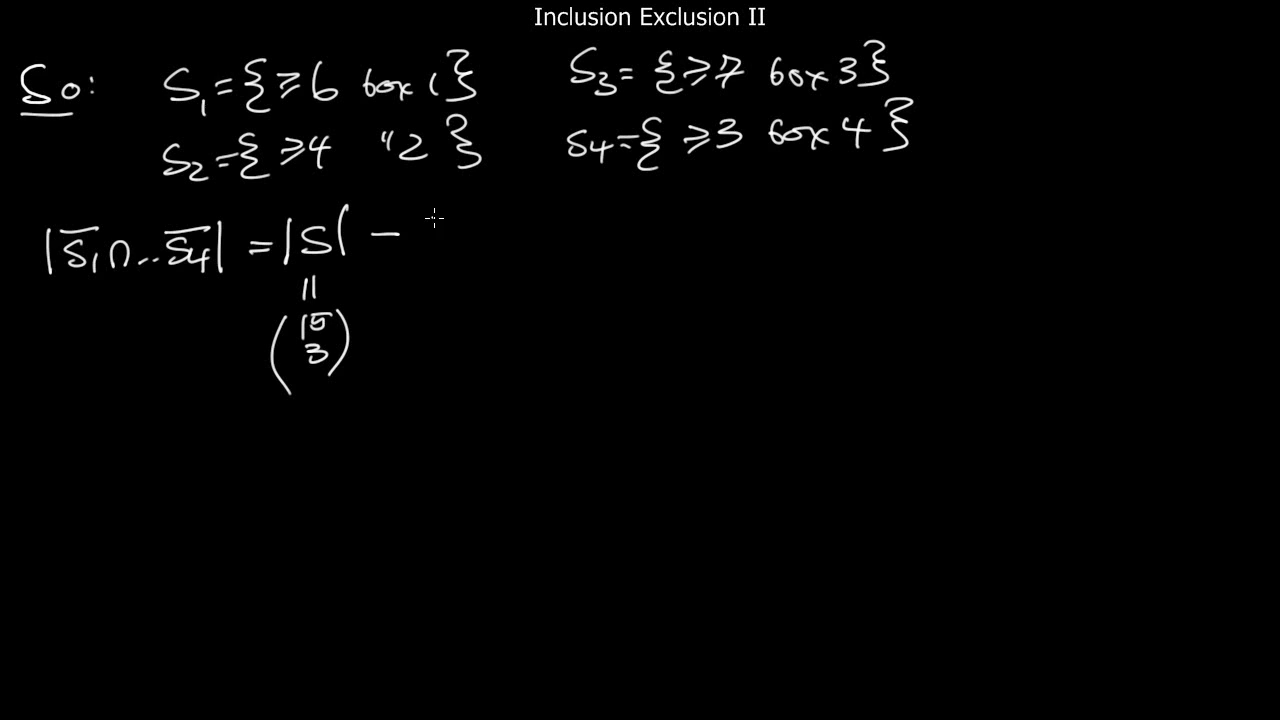 Inclusion Exclusion II
So: S₁ = {≥6 box 1} S₃ = {≥7 box 3}
S₂ = {≥4 " 2 } S₄ = { ≥3 box 4 }
|S̅₁∩..S̅₄| = |S| -
||
(15
3)